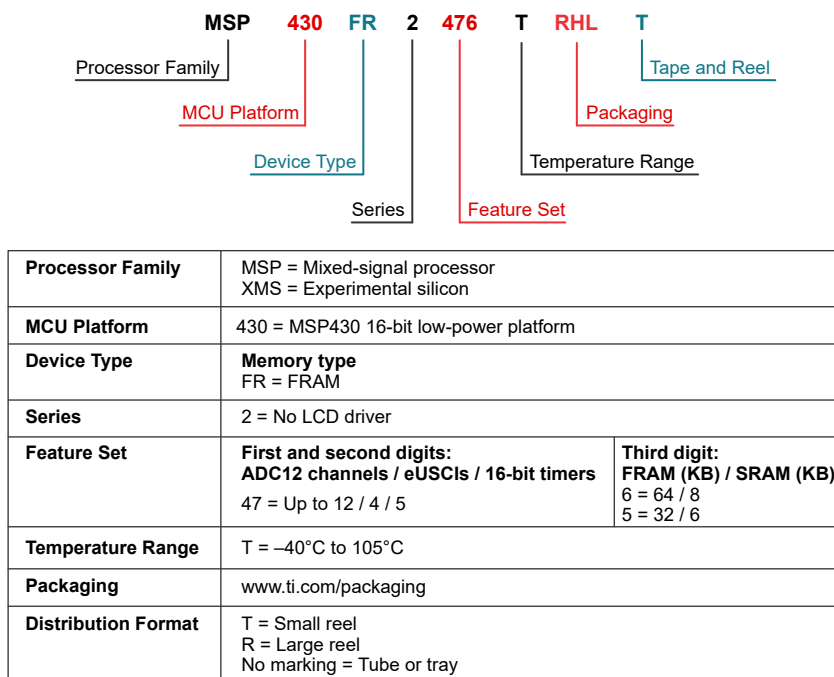 MSP 430 FR 2 476 T RHL T
Processor Family
Tape and Reel
MCU Platform
Packaging
Device Type
Temperature Range
Series
Feature Set
Processor Family
MSP = Mixed-signal processor
XMS = Experimental silicon
MCU Platform
430 = MSP430 16-bit low-power platform
Device Type
Memory type
FR = FRAM
Series
2 = No LCD driver
Feature Set
First and second digits:
ADC12 channels / eUSCIs / 16-bit timers
47 = Up to 12 / 4 / 5
Third digit:
FRAM (KB) / SRAM (KB)
6 = 64 / 8
5 = 32 / 6
Temperature Range
T = –40°C to 105°C
Packaging
www.ti.com/packaging
Distribution Format
T = Small reel
R = Large reel
No marking = Tube or tray